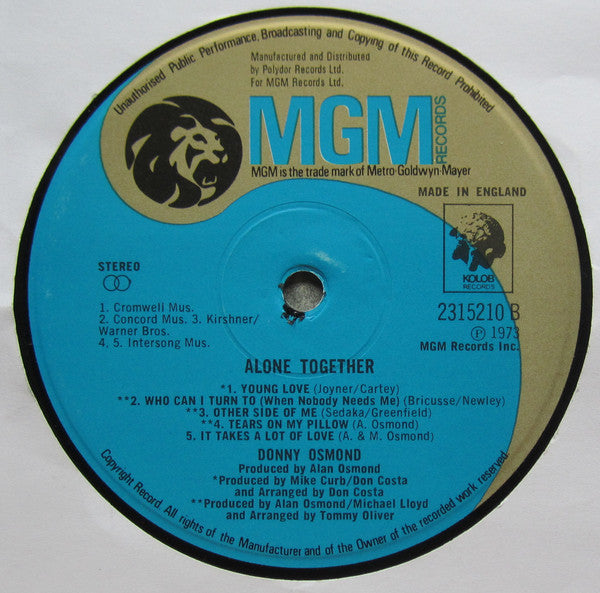 Unauthorised Public Performance, Broadcasting and Copying of this Record Prohibited
Manufactured and Distributed
by Polydor Records Ltd.
For MGM Records Ltd.
MGM
RECORDS
MGM is the trade mark of Metro-Goldwyn-Mayer
MADE IN ENGLAND
KOLOB
RECORDS
STEREO
1. Cromwell Mus.
2. Concord Mus. 3. Kirshner/
Warner Bros.
4, 5. Intersong Mus.
2315210 B
Ⓟ 1973
MGM Records Inc.
ALONE TOGETHER
*1. YOUNG LOVE (Joyner/Cartey)
**2. WHO CAN I TURN TO (When Nobody Needs Me) (Bricusse/Newley)
**3. OTHER SIDE OF ME (Sedaka/Greenfield)
**4. TEARS ON MY PILLOW (A. Osmond)
5. IT TAKES A LOT OF LOVE (A. & M. Osmond)
DONNY OSMOND
Produced by Alan Osmond
*Produced by Mike Curb/Don Costa
and Arranged by Don Costa
**Produced by Alan Osmond/Michael Lloyd
and Arranged by Tommy Oliver
Copyright Record All rights of the Manufacturer and of the Owner of the recorded work reserved.